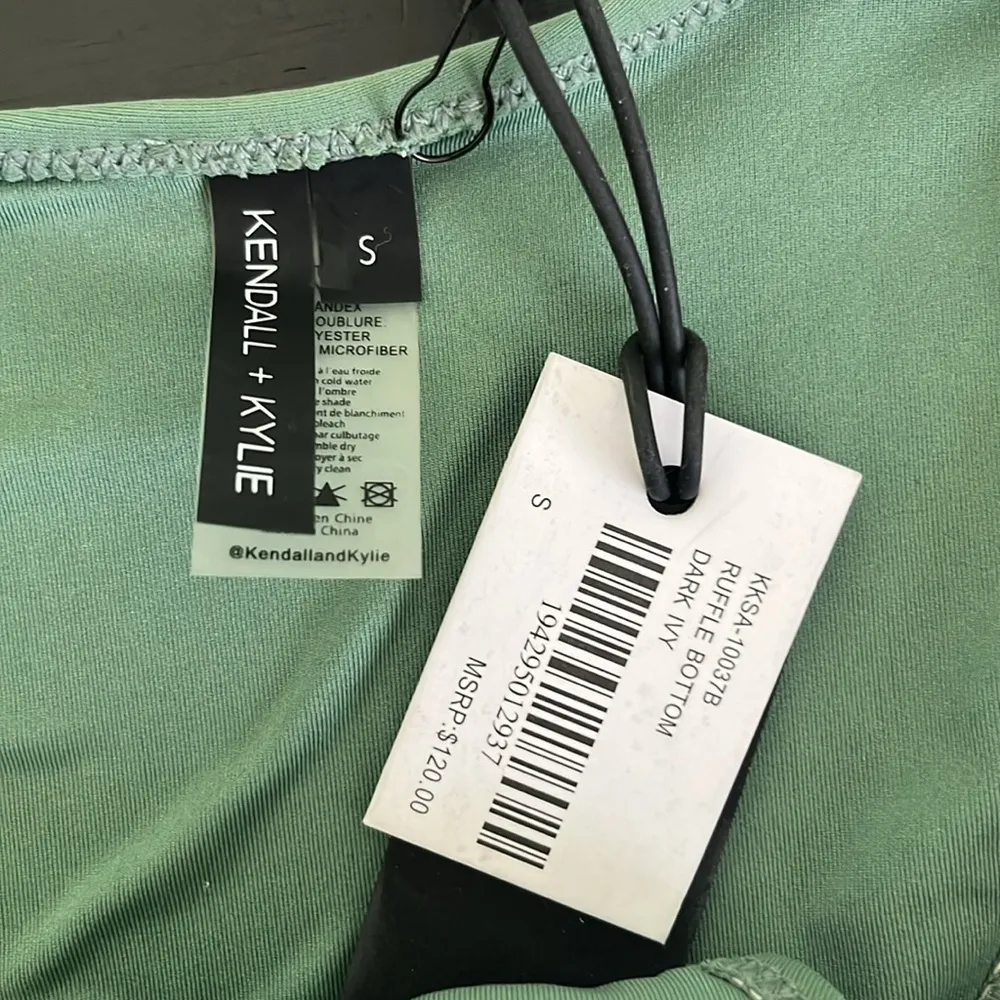 KENDALL + KYLIE
S
ANDEX
OUBLURE.
YESTER
MICROFIBER
à l'eau froide
cold water
l'ombre
shade
nt de blanchiment
bleach
par culbutage
mble dry
oyer à sec
y clean
en Chine
China
@KendallandKylie
KKSA-10037B
RUFFLE BOTTOM
DARK IVY
S
194295012937
MSRP:$120.00